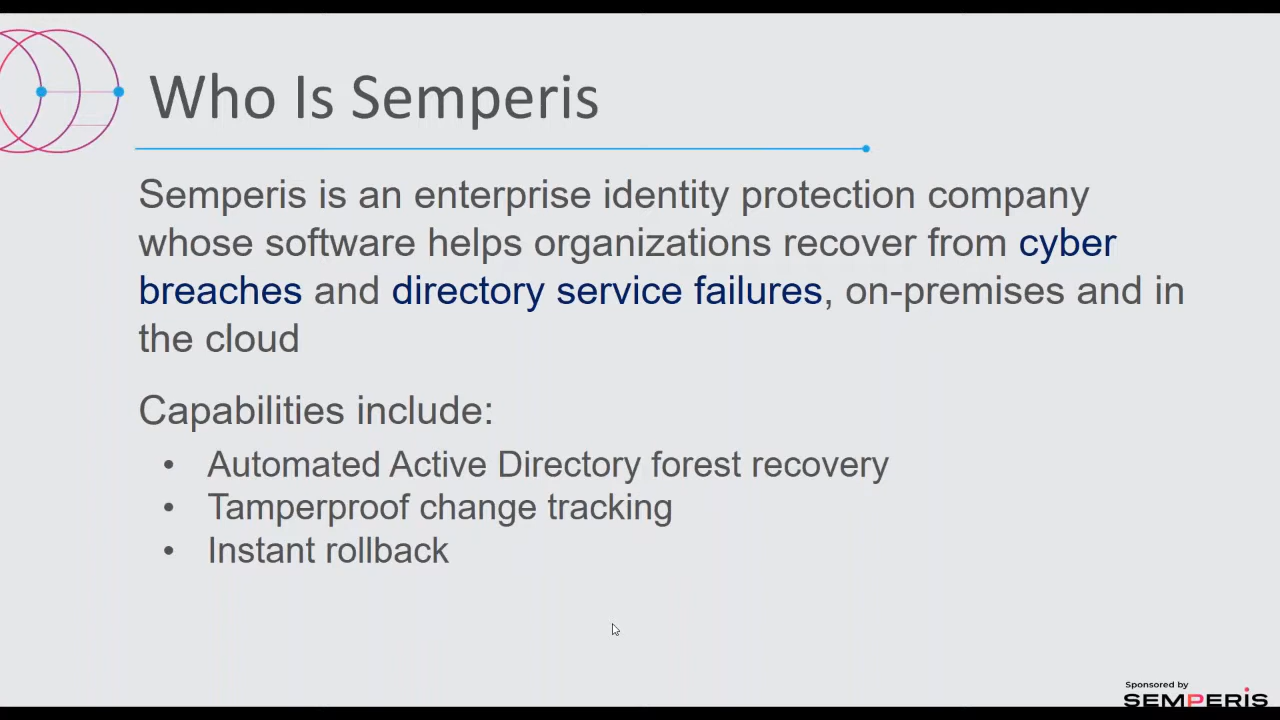 Who Is Semperis
Semperis is an enterprise identity protection company
whose software helps organizations recover from cyber
breaches and directory service failures, on-premises and in
the cloud
Capabilities include:
• Automated Active Directory forest recovery
• Tamperproof change tracking
• Instant rollback
Sponsored by
SEMPERiS